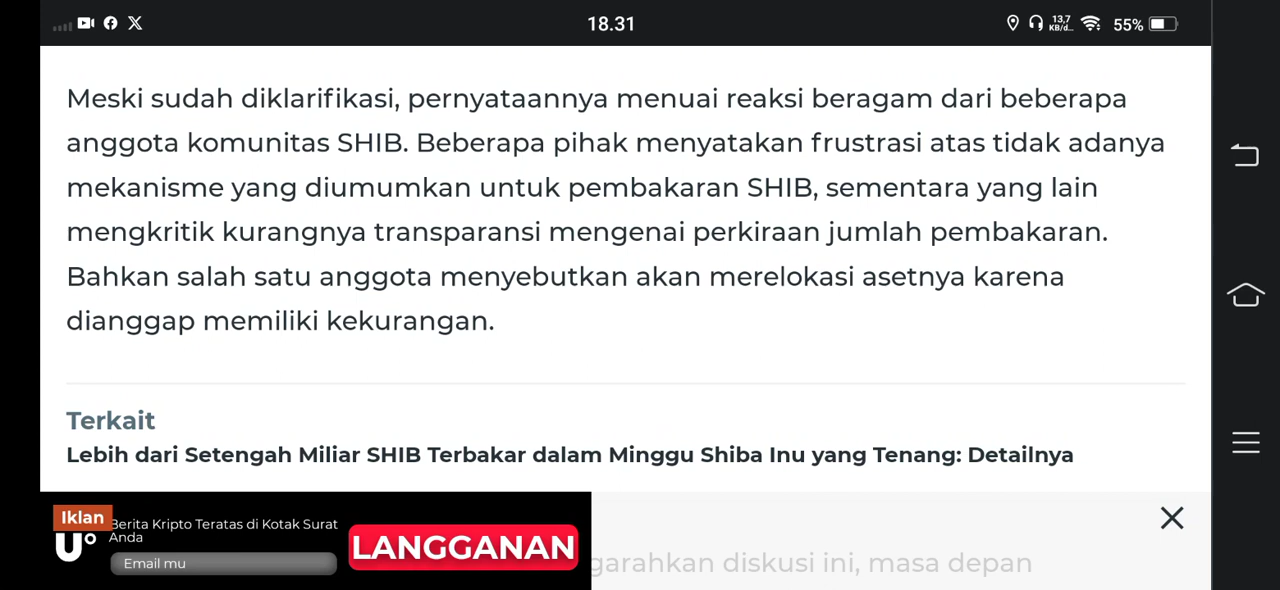 18.31
13,7
KB/d...
55%
Meski sudah diklarifikasi, pernyataannya menuai reaksi beragam dari beberapa
anggota komunitas SHIB. Beberapa pihak menyatakan frustrasi atas tidak adanya
mekanisme yang diumumkan untuk pembakaran SHIB, sementara yang lain
mengkritik kurangnya transparansi mengenai perkiraan jumlah pembakaran.
Bahkan salah satu anggota menyebutkan akan merelokasi asetnya karena
dianggap memiliki kekurangan.
Terkait
Lebih dari Setengah Miliar SHIB Terbakar dalam Minggu Shiba Inu yang Tenang: Detailnya
Iklan
Berita Kripto Teratas di Kotak Surat
Anda
Email mu
LANGGANAN
garahkan diskusi ini, masa depan